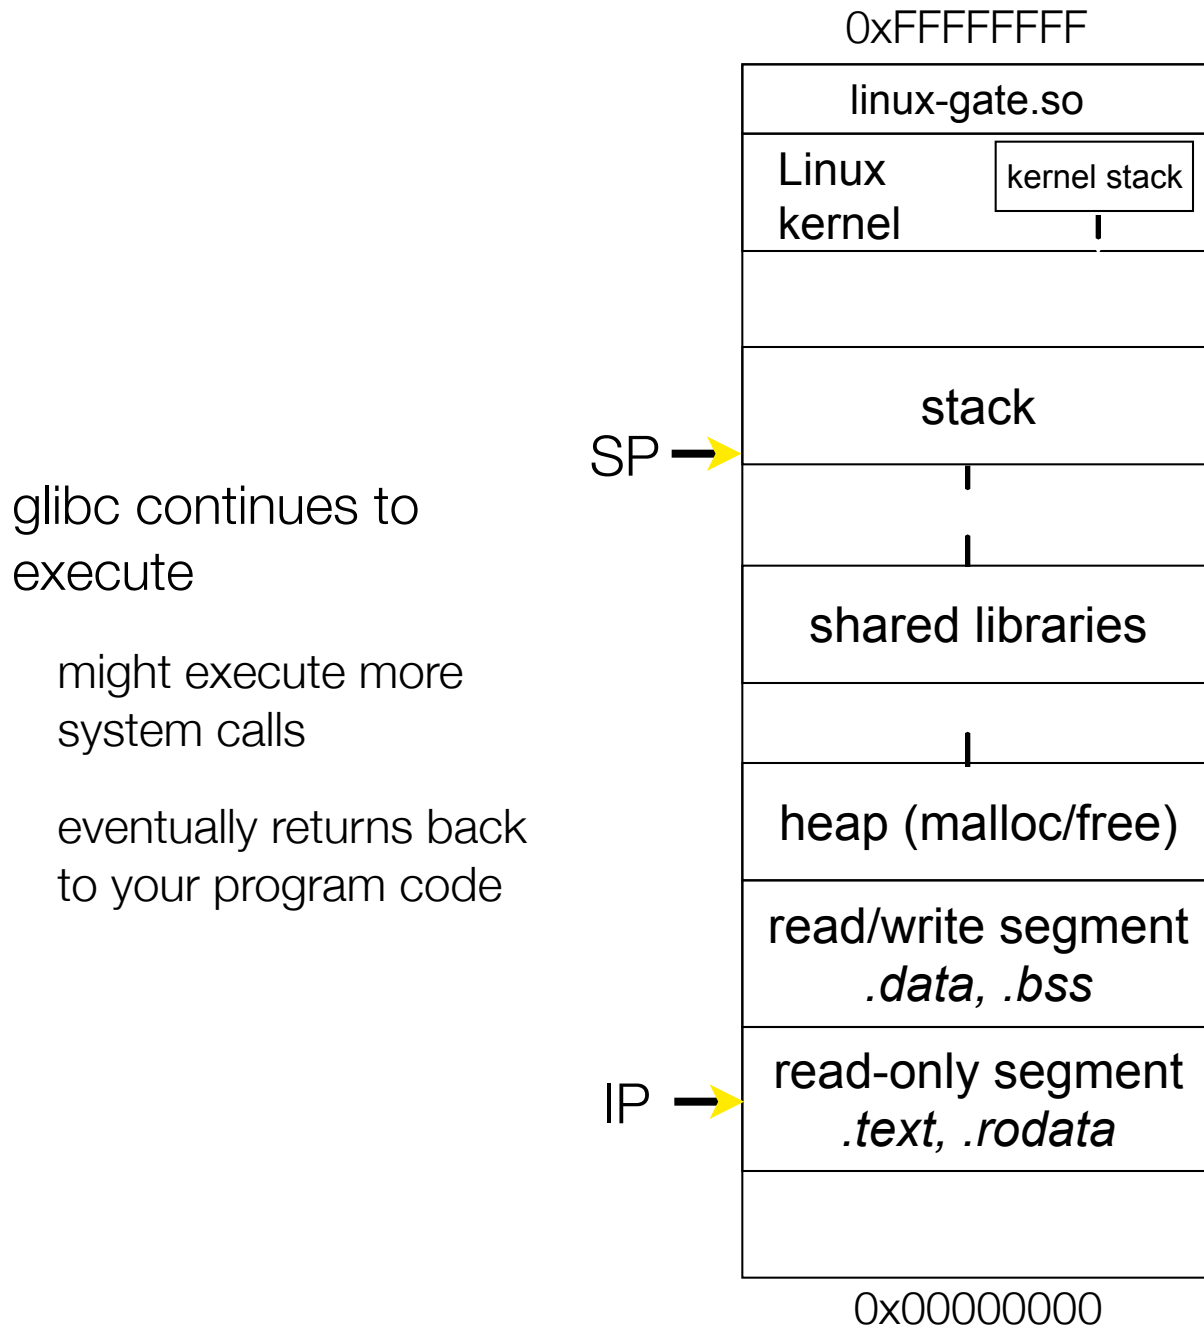 0xFFFFFFFF
linux-gate.so
Linux
kernel
kernel stack
stack
SP
glibc continues to
execute
shared libraries
might execute more
system calls
heap (malloc/free)
eventually returns back
to your program code
read/write segment
.data, .bss
read-only segment
.text, .rodata
IP
0x00000000